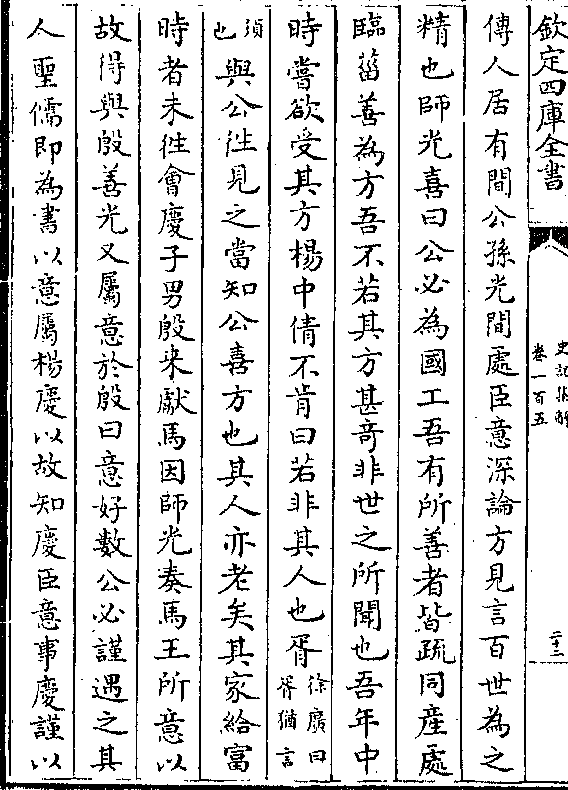 欽定四庫全書
史記集解
卷一百五
二十二
傳人居有間公孫光閒處臣意深論方見言百世為之
精也師光喜曰公必為國工吾有所善者皆疏同産處
臨菑善為方吾不若其方甚竒非世之所聞也吾年中
時嘗欲受其方楊中倩不肯曰若非其人也胥徐廣曰胥猶言
須也與公往見之當知公喜方也其人亦老矣其家給富
時者未往會慶子男殷来獻馬因師光奏馬王所意以
故得與殷善光又屬意於殷曰意好數公必謹遇之其
人聖儒即為書以意屬楊慶以故知慶臣意事慶謹以